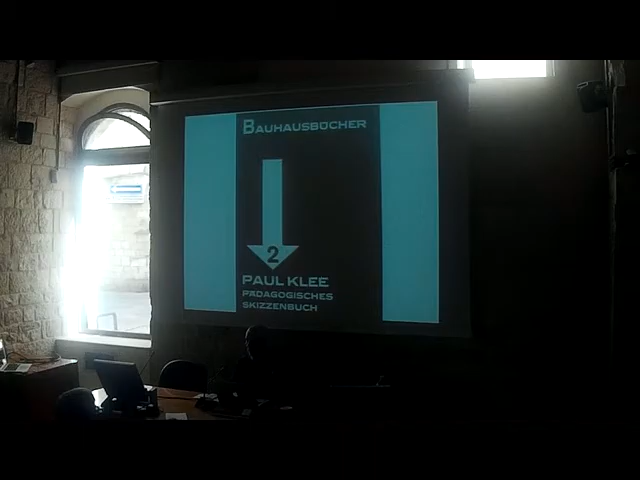 BAUHAUSBÜCHER
2
PAUL KLEE
PÄDAGOGISCHES
SKIZZENBUCH